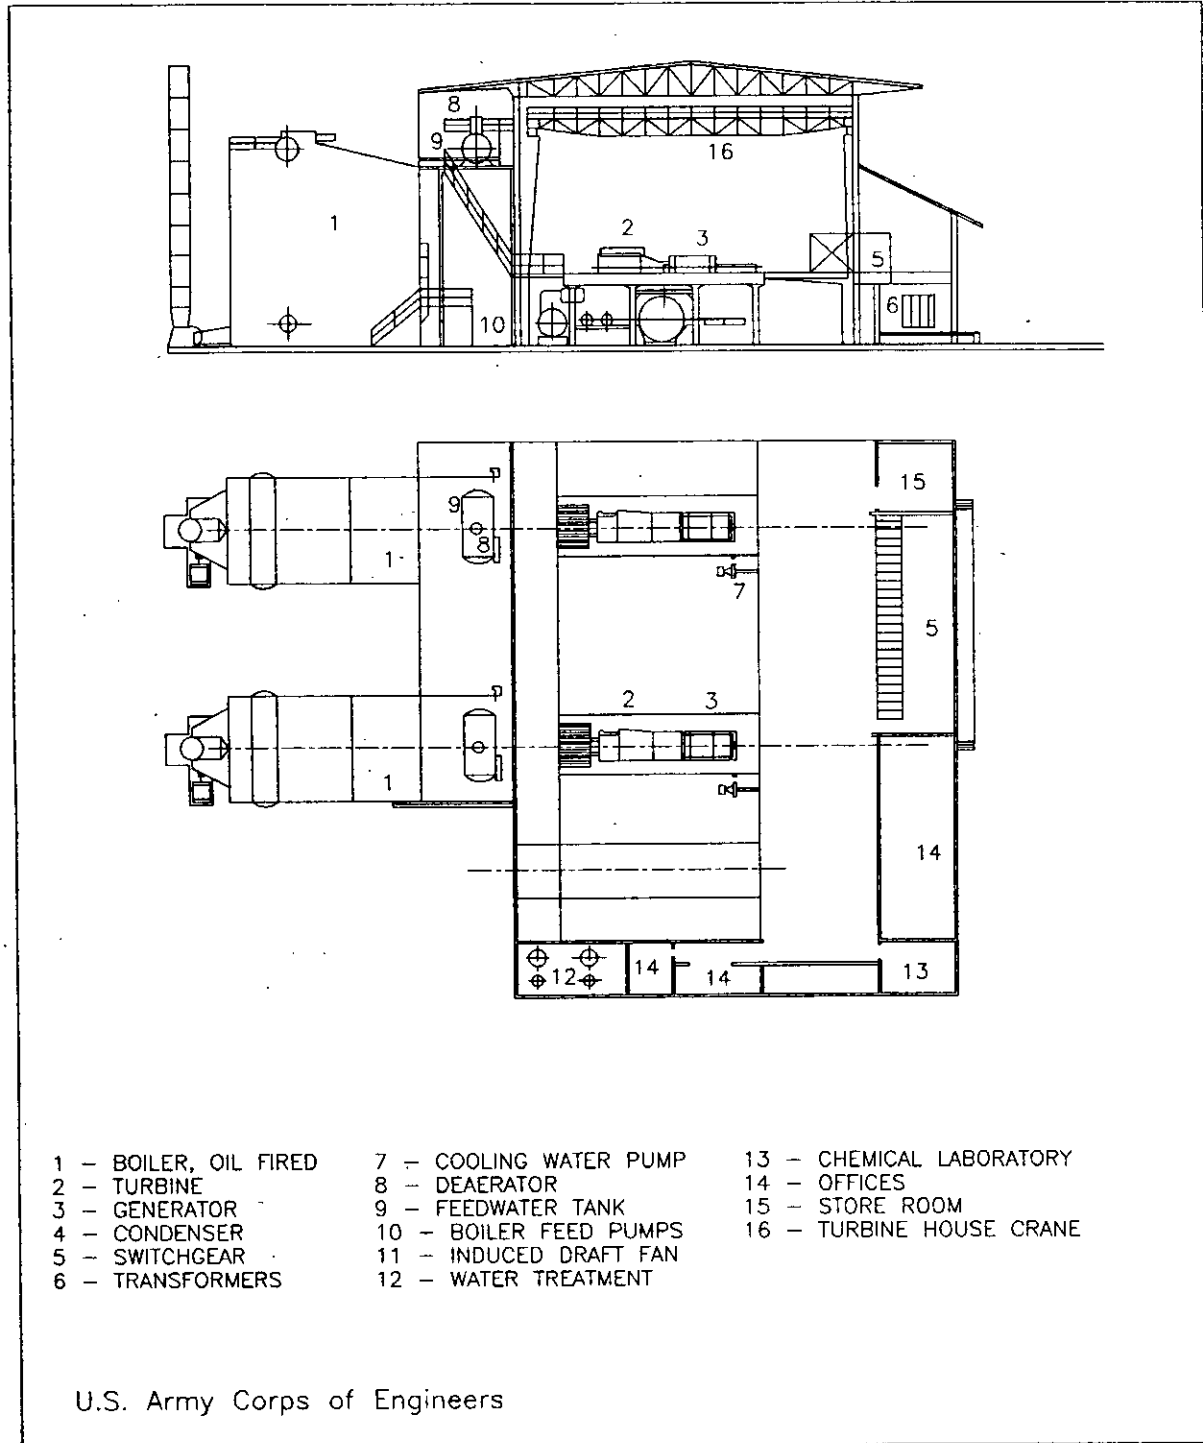 8
9
16
1
2
3
5
6
10
15
9
8
1
7
5
2
3
1
14
12
14
14
13
1 – BOILER, OIL FIRED
2 – TURBINE
3 – GENERATOR
4 – CONDENSER
5 – SWITCHGEAR
6 – TRANSFORMERS
7 – COOLING WATER PUMP
8 – DEAERATOR
9 – FEEDWATER TANK
10 – BOILER FEED PUMPS
11 – INDUCED DRAFT FAN
12 – WATER TREATMENT
13 – CHEMICAL LABORATORY
14 – OFFICES
15 – STORE ROOM
16 – TURBINE HOUSE CRANE
U.S. Army Corps of Engineers